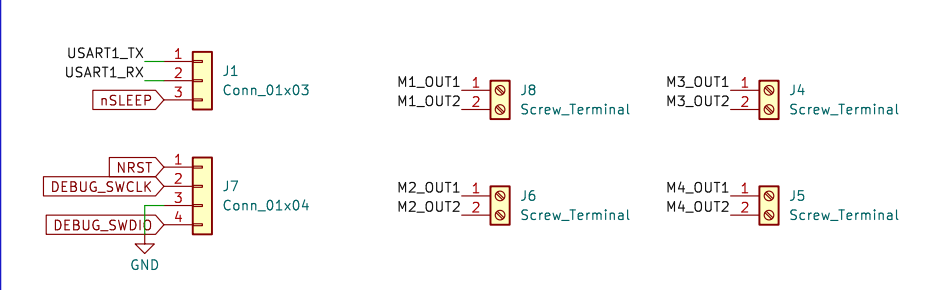 USART1_TX 1
USART1_RX 2
nSLEEP 3
J1
Conn_01x03
M1_OUT1 1
M1_OUT2 2
J8
Screw_Terminal
M3_OUT1 1
M3_OUT2 2
J4
Screw_Terminal
NRST 1
DEBUG_SWCLK 2
3
DEBUG_SWDIO 4
J7
Conn_01x04
GND
M2_OUT1 1
M2_OUT2 2
J6
Screw_Terminal
M4_OUT1 1
M4_OUT2 2
J5
Screw_Terminal